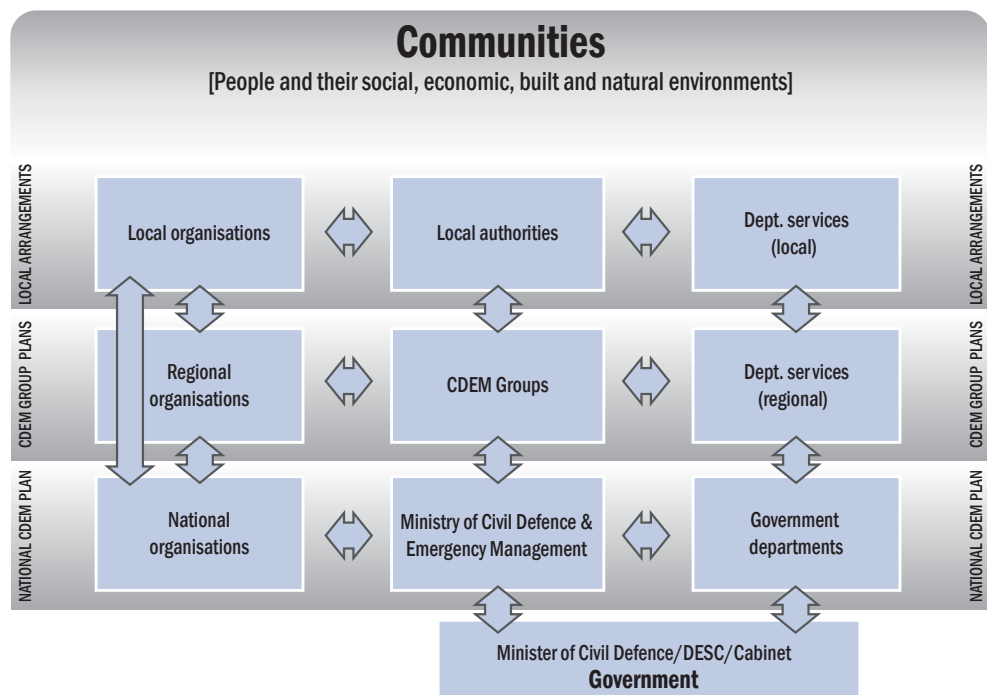 Communities
[People and their social, economic, built and natural environments]
LOCAL ARRANGEMENTS
Local organisations
Local authorities
Dept. services
(local)
LOCAL ARRANGEMENTS
CDEM GROUP PLANS
Regional
organisations
CDEM Groups
Dept. services
(regional)
CDEM GROUP PLANS
NATIONAL CDEM PLAN
National
organisations
Ministry of Civil Defence &
Emergency Management
Government
departments
NATIONAL CDEM PLAN
Minister of Civil Defence/DESC/Cabinet
Government